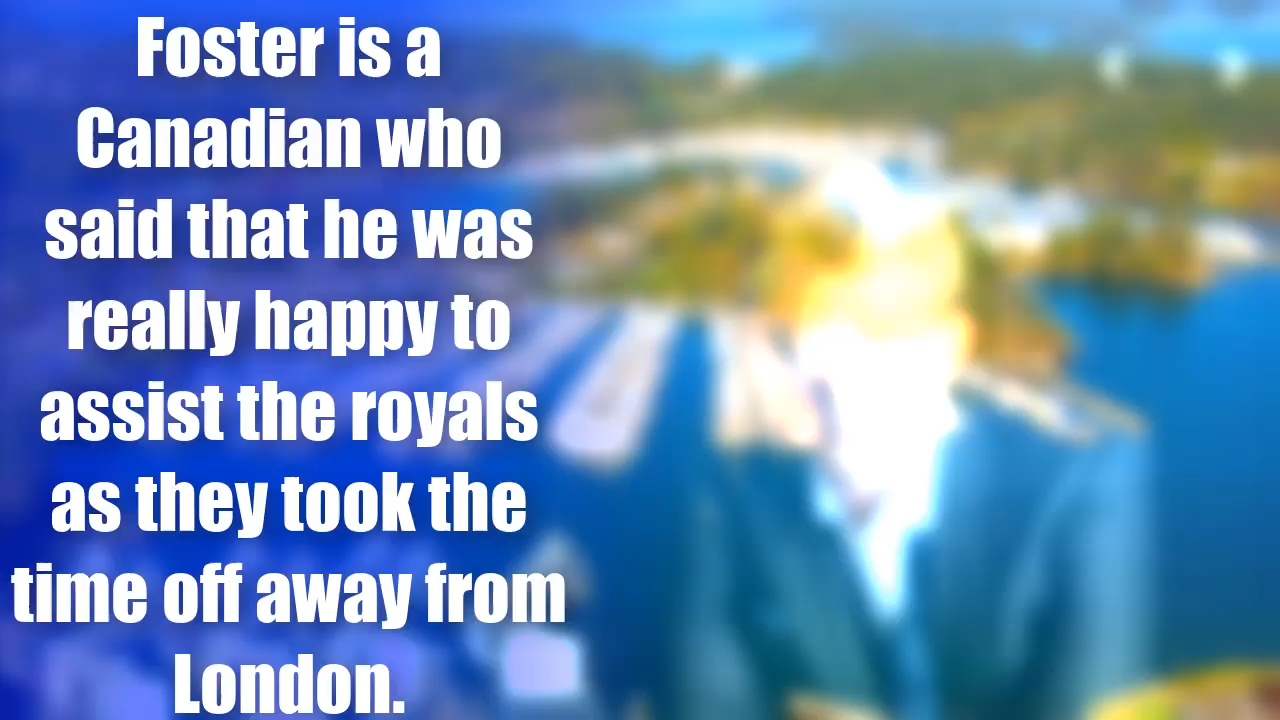 Foster is a
Canadian who
said that he was
really happy to
assist the royals
as they took the
time off away from
London.